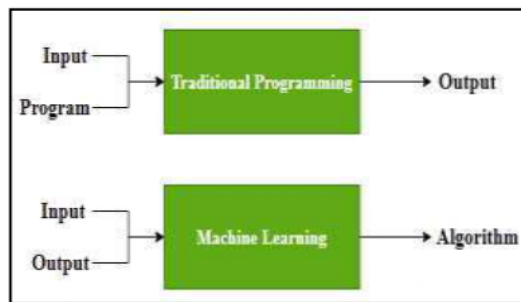 Input
Program
Traditional Programming
Output
Input
Output
Machine Learning
Algorithm